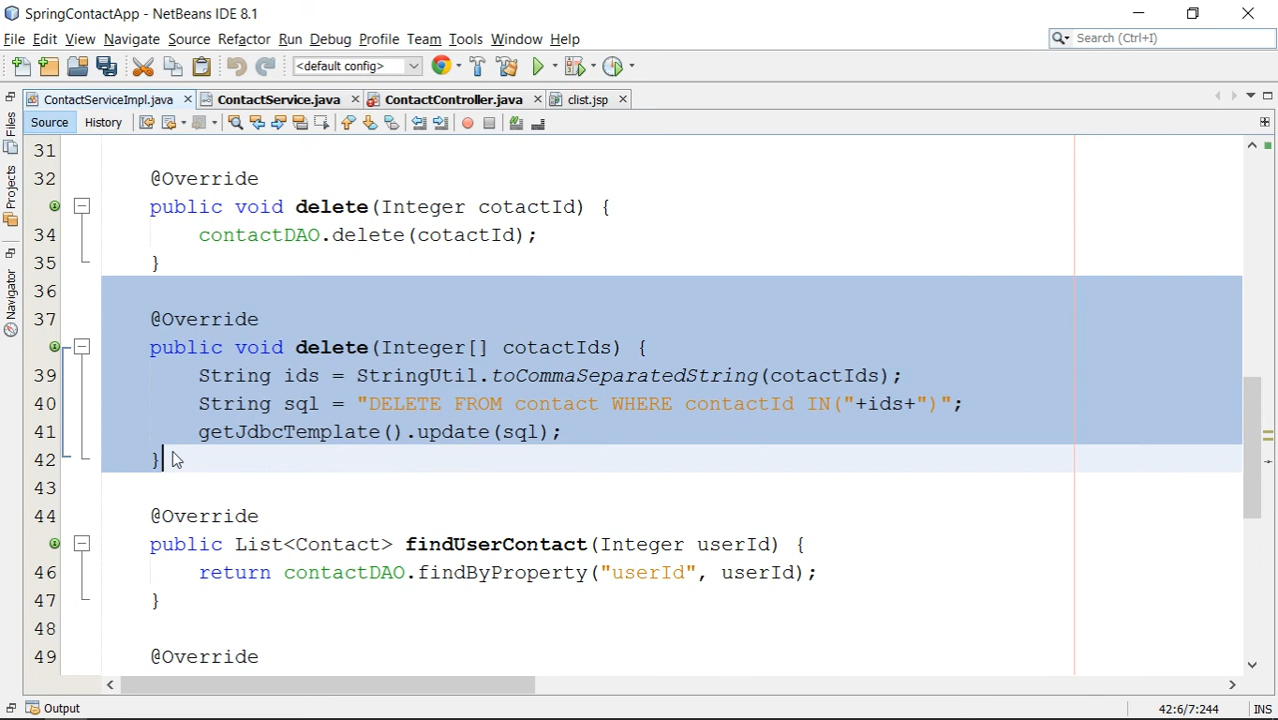 SpringContactApp - NetBeans IDE 8.1
File Edit View Navigate Source Refactor Run Debug Profile Team Tools Window Help
Search (Ctrl+I)
<default config>
ContactServiceImpl.java ContactService.java ContactController.java clist.jsp
Source History
Files
Projects
Navigator
31
32 @Override
public void delete(Integer cotactId) {
34 contactDAO.delete(cotactId);
35 }
36
37 @Override
public void delete(Integer[] cotactIds) {
39 String ids = StringUtil.toCommaSeparatedString(cotactIds);
40 String sql = "DELETE FROM contact WHERE contactId IN("+ids+")";
41 getJdbcTemplate().update(sql);
42 }
43
44 @Override
public List<Contact> findUserContact(Integer userId) {
46 return contactDAO.findByProperty("userId", userId);
47 }
48
49 @Override
Output
42:6/7:244 INS